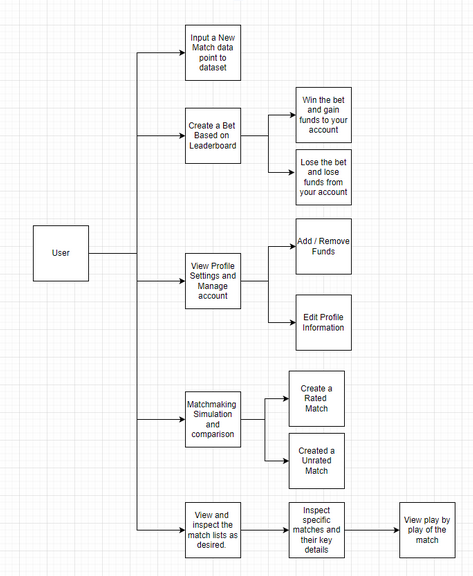 Input a New
Match data
point to
dataset
Win the bet
and gain
funds to your
account
Create a Bet
Based on
Leaderboard
Lose the bet
and lose
funds from
your account
User
Add / Remove
Funds
View Profile
Settings and
Manage
account
Edit Profile
Information
Create a
Rated
Match
Matchmaking
Simulation
and
comparison
Created a
Unrated
Match
View and
inspect the
match lists as
desired.
Inspect
specific
matches and
their key
details
View play by
play of the
match